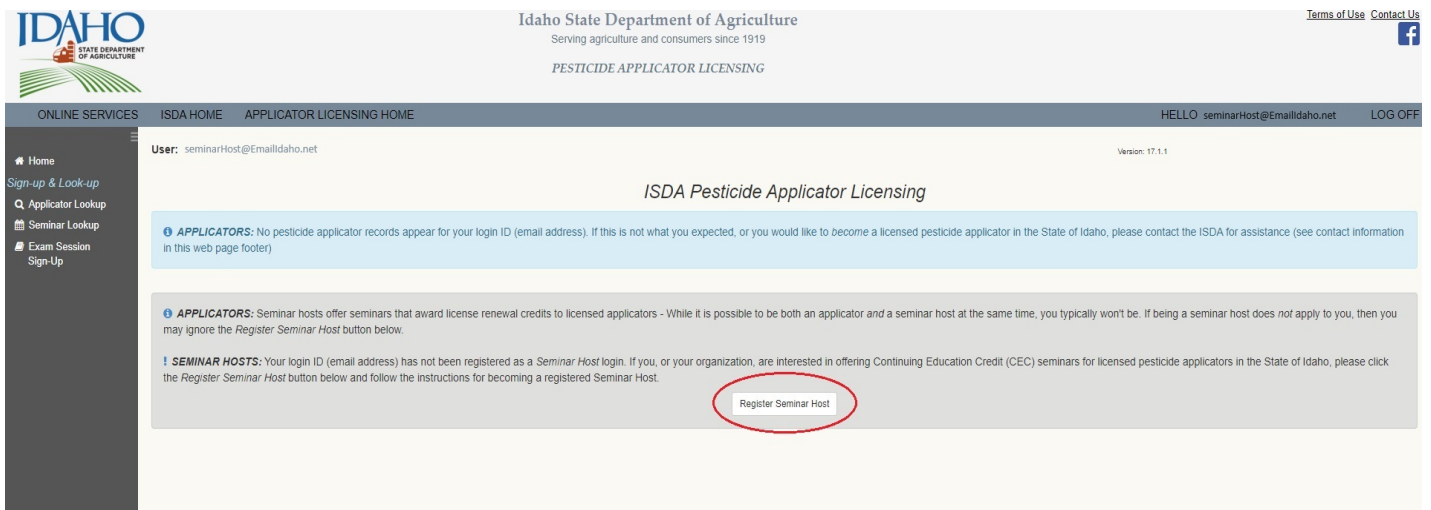 IDAHO
STATE DEPARTMENT
OF AGRICULTURE
Idaho State Department of Agriculture
Serving agriculture and consumers since 1919
PESTICIDE APPLICATOR LICENSING
Terms of Use Contact Us
f
ONLINE SERVICES ISDA HOME APPLICATOR LICENSING HOME HELLO seminarHost@EmailIdaho.net LOG OFF
Home
Sign-up & Look-up
Applicator Lookup
Seminar Lookup
Exam Session
Sign-Up
User: seminarHost@EmailIdaho.net
Version: 17.1.1
ISDA Pesticide Applicator Licensing
APPLICATORS: No pesticide applicator records appear for your login ID (email address). If this is not what you expected, or you would like to become a licensed pesticide applicator in the State of Idaho, please contact the ISDA for assistance (see contact information
in this web page footer)
APPLICATORS: Seminar hosts offer seminars that award license renewal credits to licensed applicators - While it is possible to be both an applicator and a seminar host at the same time, you typically won't be. If being a seminar host does not apply to you, then you
may ignore the Register Seminar Host button below.
! SEMINAR HOSTS: Your login ID (email address) has not been registered as a Seminar Host login. If you, or your organization, are interested in offering Continuing Education Credit (CEC) seminars for licensed pesticide applicators in the State of Idaho, please click
the Register Seminar Host button below and follow the instructions for becoming a registered Seminar Host.
Register Seminar Host